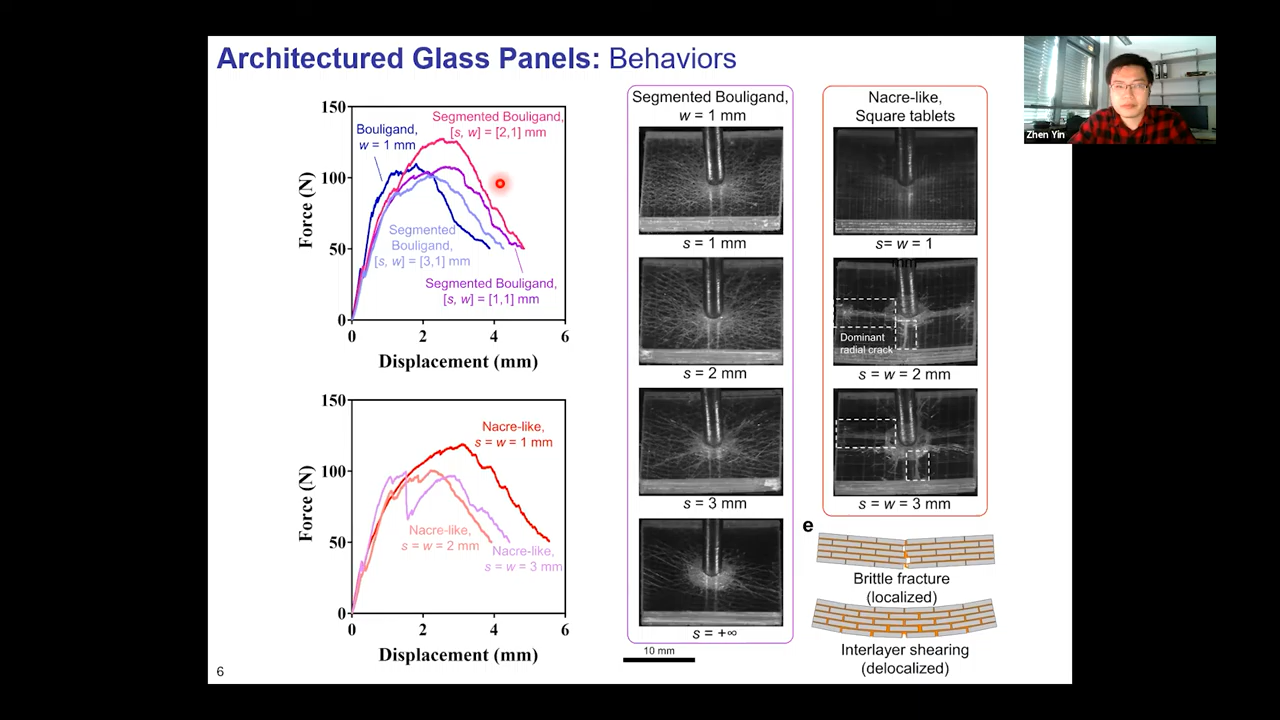 Architectured Glass Panels: Behaviors
Zhen Yin
150
100
50
0
Force (N)
0
2
4
6
Displacement (mm)
Bouligand,
w = 1 mm
Segmented Bouligand,
[s, w] = [2,1] mm
Segmented
Bouligand,
[s, w] = [3,1] mm
Segmented Bouligand,
[s, w] = [1,1] mm
150
100
50
0
Force (N)
0
2
4
6
Displacement (mm)
Nacre-like,
s = w = 1 mm
Nacre-like,
s = w = 2 mm
Nacre-like,
s = w = 3 mm
Segmented Bouligand,
w = 1 mm
s = 1 mm
s = 2 mm
s = 3 mm
s = +∞
10 mm
Nacre-like,
Square tablets
s= w = 1
mm
Dominant
radial crack
s = w = 2 mm
s = w = 3 mm
e
Brittle fracture
(localized)
Interlayer shearing
(delocalized)
6